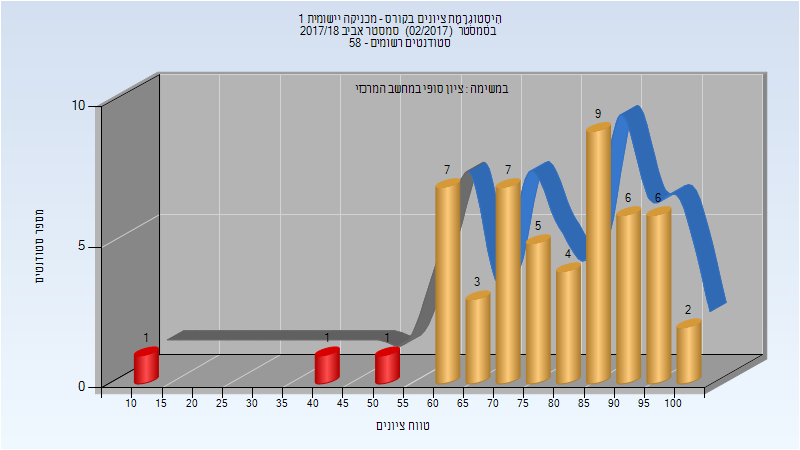 היסטוגרמת ציונים בקורס - מכניקה יישומית 1
בסמסטר (02/2017) סמסטר אביב 2017/18
סטודנטים רשומים - 58
במשימה : ציון סופי במחשב המרכזי
מספר סטודנטים
10
5
0
1
1
1
7
3
7
5
4
9
6
6
2
10 15 20 25 30 35 40 45 50 55 60 65 70 75 80 85 90 95 100
טווח ציונים